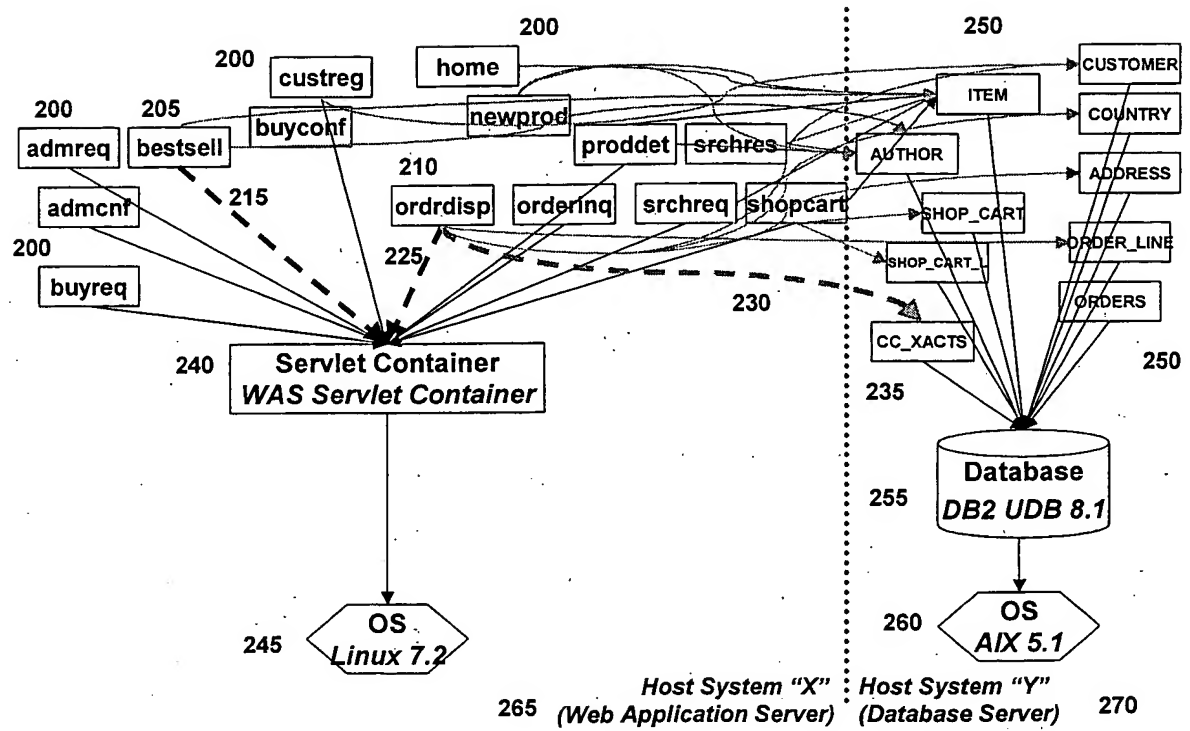 200
250
200
home
CUSTOMER
custreg
200
205
ITEM
newprod
COUNTRY
buyconf
admreq
bestsell
proddet
srchres
AUTHOR
210
ADDRESS
215
admcnf
ordrdisp
orderinq
srchreq
shopcart
SHOP_CART
200
225
ORDER_LINE
SHOP_CART_L
buyreq
230
ORDERS
CC_XACTS
240
Servlet Container
WAS Servlet Container
250
235
Database
DB2 UDB 8.1
255
OS
Linux 7.2
245
OS
AIX 5.1
260
Host System "X"
(Web Application Server)
265
Host System "Y"
(Database Server)
270